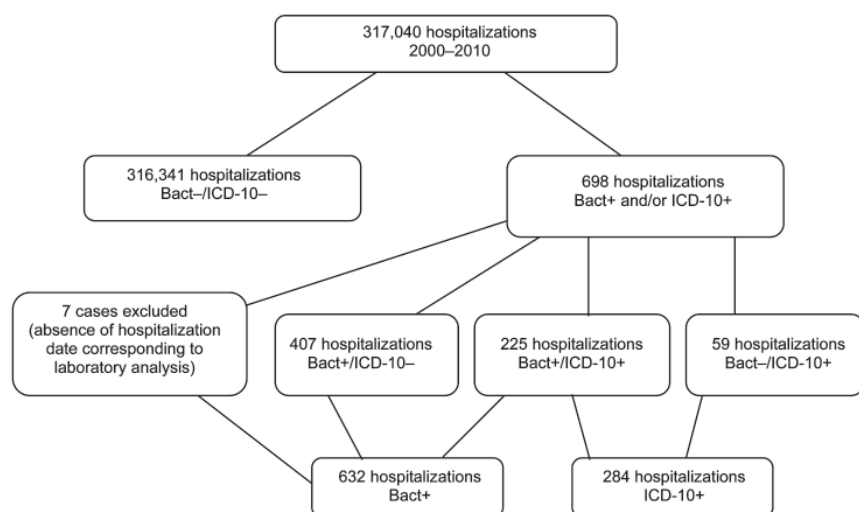 317,040 hospitalizations
2000–2010
316,341 hospitalizations
Bact–/ICD-10–
698 hospitalizations
Bact+ and/or ICD-10+
7 cases excluded
(absence of hospitalization
date corresponding to
laboratory analysis)
407 hospitalizations
Bact+/ICD-10–
225 hospitalizations
Bact+/ICD-10+
59 hospitalizations
Bact–/ICD-10+
632 hospitalizations
Bact+
284 hospitalizations
ICD-10+